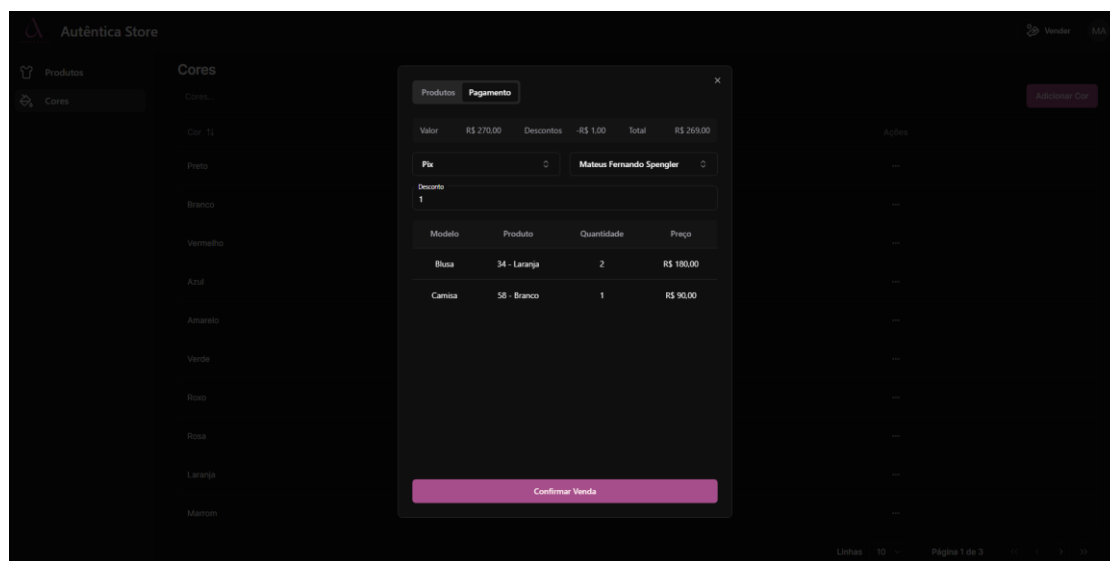 Autêntica Store
Vender MA
Produtos
Cores
Cores
Cores...
Adicionar Cor
Cor
Ações
Preto
Branco
Vermelho
Azul
Amarelo
Verde
Roxo
Rosa
Laranja
Marrom
Linhas 10 Página 1 de 3
Produtos Pagamento
Valor R$ 270,00 Descontos -R$ 1,00 Total R$ 269,00
Pix Mateus Fernando Spengler
Desconto
1
Modelo Produto Quantidade Preço
Blusa 34 - Laranja 2 R$ 180,00
Camisa 58 - Branco 1 R$ 90,00
Confirmar Venda